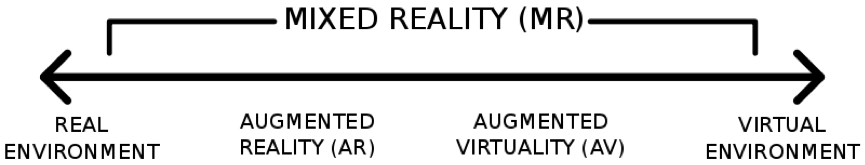 MIXED REALITY (MR)
REAL
ENVIRONMENT
AUGMENTED
REALITY (AR)
AUGMENTED
VIRTUALITY (AV)
VIRTUAL
ENVIRONMENT